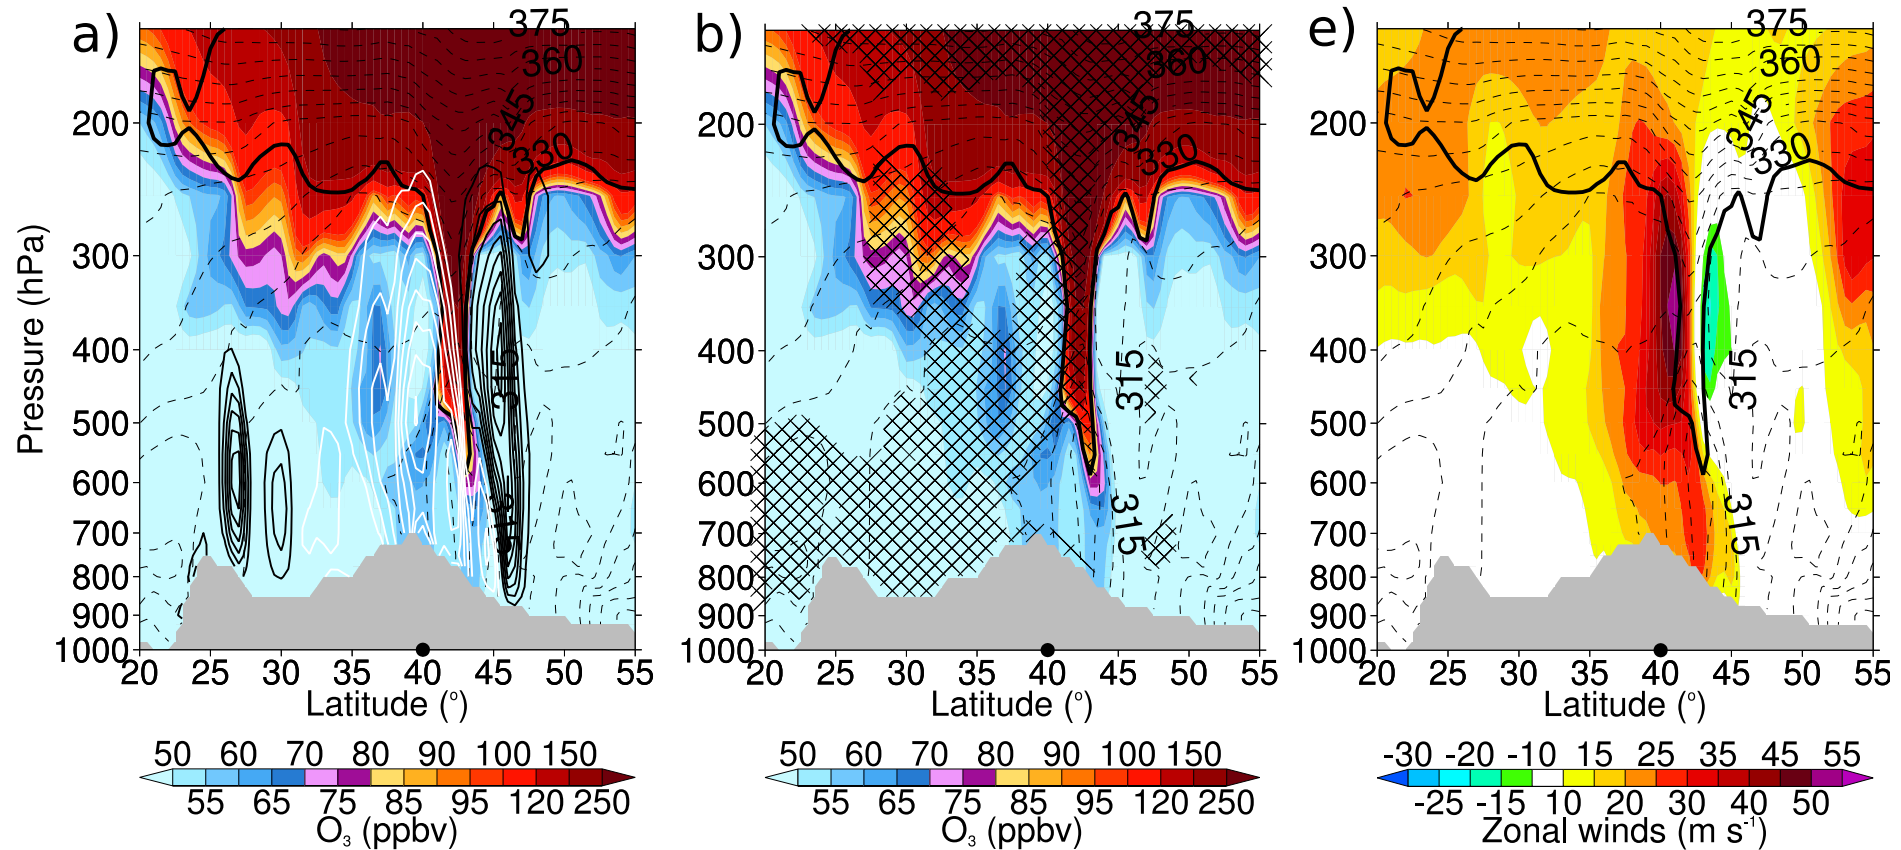 a)
375
360
345
330
315
315
Pressure (hPa)
200
300
400
500
600
700
800
900
1000
20 25 30 35 40 45 50 55
Latitude (°)
50 60 70 80 90 100 150
55 65 75 85 95 120 250
O₃ (ppbv)
b)
375
360
345
330
315
315
200
300
400
500
600
700
800
900
1000
20 25 30 35 40 45 50 55
Latitude (°)
50 60 70 80 90 100 150
55 65 75 85 95 120 250
O₃ (ppbv)
e)
375
360
345
330
315
315
200
300
400
500
600
700
800
900
1000
20 25 30 35 40 45 50 55
Latitude (°)
-30 -20 -10 15 25 35 45 55
-25 -15 10 20 30 40 50
Zonal winds (m s⁻¹)